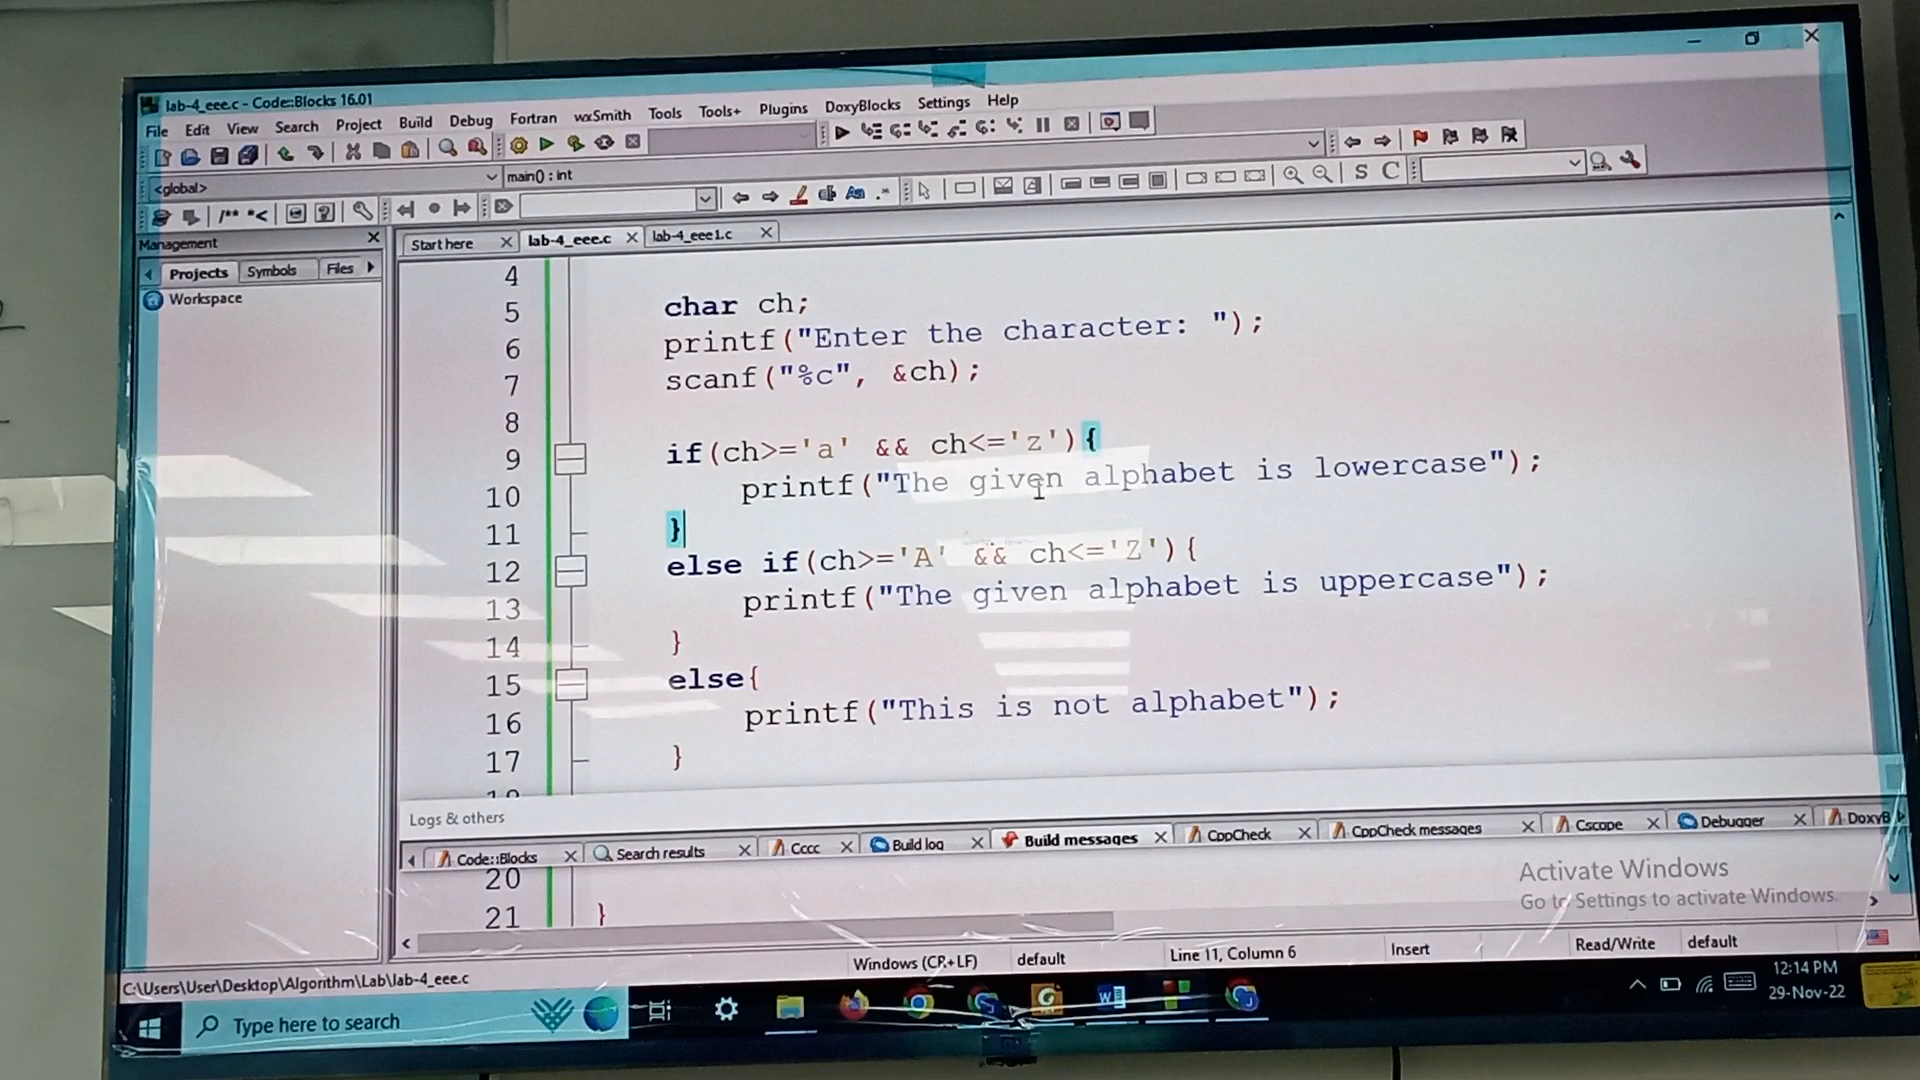 lab-4_eee.c - Code::Blocks 16.01
File Edit View Search Project Build Debug Fortran wxSmith Tools Tools+ Plugins DoxyBlocks Settings Help
<global>
main() : int
/** *<
S C
Management
Projects Symbols Files
Workspace
Start here lab-4_eee.c lab-4_eee1.c
4
5 char ch;
6 printf("Enter the character: ");
7 scanf("%c", &ch);
8
9 if(ch>='a' && ch<='z'){
10 printf("The given alphabet is lowercase");
11 }
12 else if(ch>='A' && ch<='Z'){
13 printf("The given alphabet is uppercase");
14 }
15 else{
16 printf("This is not alphabet");
17 }
Logs & others
Code::Blocks Search results Cccc Build log Build messages CppCheck CppCheck messages Cscope Debugger DoxyB
20
21 }
Activate Windows
Go to Settings to activate Windows.
C:\Users\User\Desktop\Algorithm\Lab\lab-4_eee.c
Windows (CR+LF) default Line 11, Column 6 Insert Read/Write default
Type here to search
12:14 PM
29-Nov-22